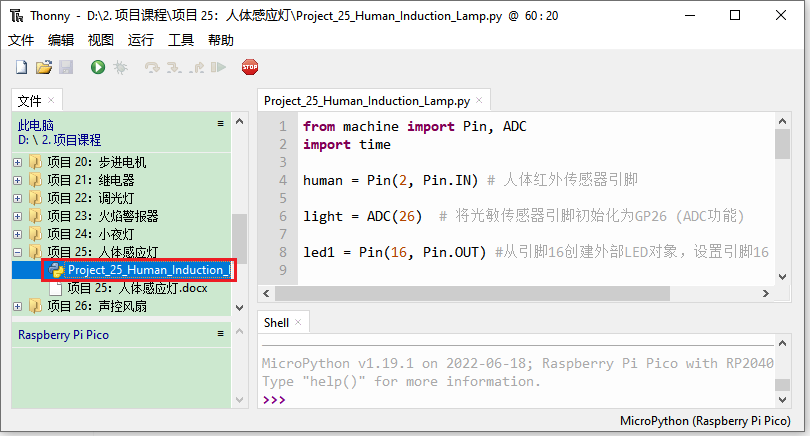 Thonny - D:\2. 项目课程\项目 25：人体感应灯\Project_25_Human_Induction_Lamp.py @ 60 : 20
文件 编辑 视图 运行 工具 帮助
STOP
文件
此电脑
D: \ 2. 项目课程
项目 20：步进电机
项目 21：继电器
项目 22：调光灯
项目 23：火焰警报器
项目 24：小夜灯
项目 25：人体感应灯
Project_25_Human_Induction_
项目 25：人体感应灯.docx
项目 26：声控风扇
Raspberry Pi Pico
Project_25_Human_Induction_Lamp.py
1 from machine import Pin, ADC
2 import time
3
4 human = Pin(2, Pin.IN) # 人体红外传感器引脚
5
6 light = ADC(26) # 将光敏传感器引脚初始化为GP26 (ADC功能)
7
8 led1 = Pin(16, Pin.OUT) #从引脚16创建外部LED对象，设置引脚16
9
Shell
MicroPython v1.19.1 on 2022-06-18; Raspberry Pi Pico with RP2040
Type "help()" for more information.
>>>
MicroPython (Raspberry Pi Pico)